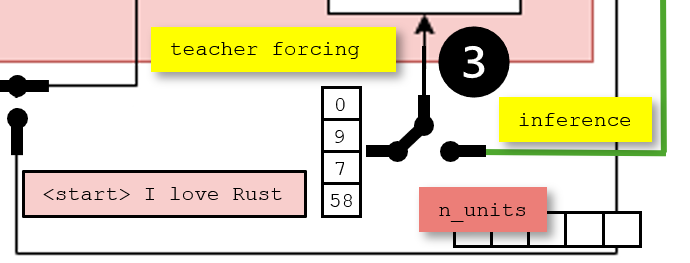 teacher forcing
3
0
9
7
58
inference
<start> I love Rust
n_units